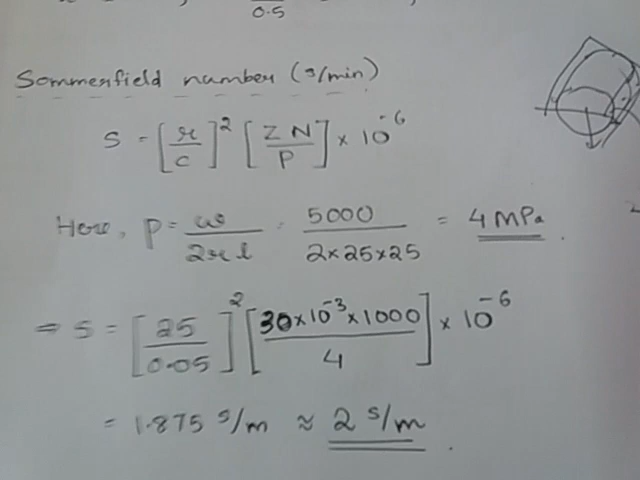 0.5
Sommerfield number (s/min)
S = [r/c]² [ZN/P] × 10⁻⁶
Here, P = w/2rl = 5000/2×25×25 = 4 MPa.
⇒ S = [25/0.05]² [30×10⁻³×1000/4] × 10⁻⁶
= 1.875 s/m ≈ 2 s/m.